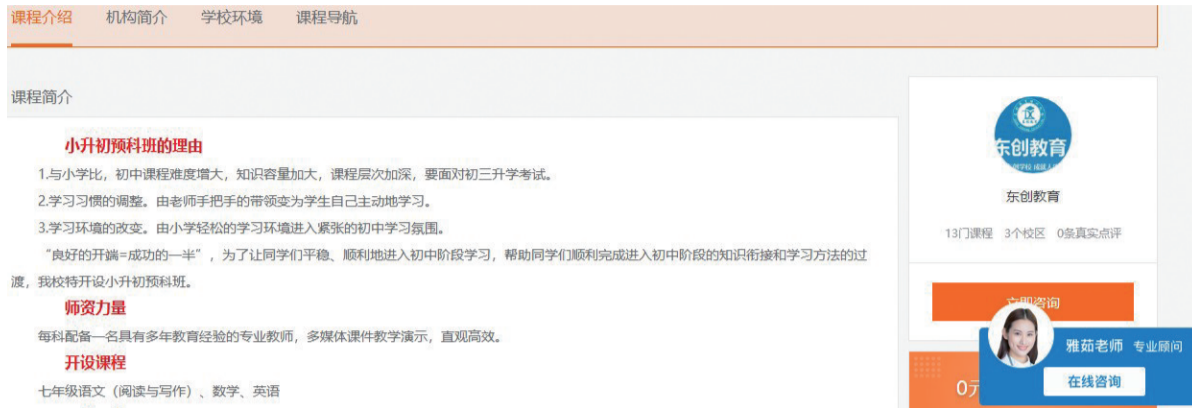 课程介绍 机构简介 学校环境 课程导航
课程简介
小升初预科班的理由
1.与小学比，初中课程难度增大，知识容量加大，课程层次加深，要面对初三升学考试。
2.学习习惯的调整。由老师手把手的带领变为学生自己主动地学习。
3.学习环境的改变。由小学轻松的学习环境进入紧张的初中学习氛围。
“良好的开端=成功的一半”，为了让同学们平稳、顺利地进入初中阶段学习，帮助同学们顺利完成进入初中阶段的知识衔接和学习方法的过
渡，我校特开设小升初预科班。
师资力量
每科配备一名具有多年教育经验的专业教师，多媒体课件教学演示，直观高效。
开设课程
七年级语文（阅读与写作）、数学、英语
东创教育
东创教育
13门课程 3个校区 0条真实点评
立即咨询
雅茹老师 专业顾问
在线咨询
0元